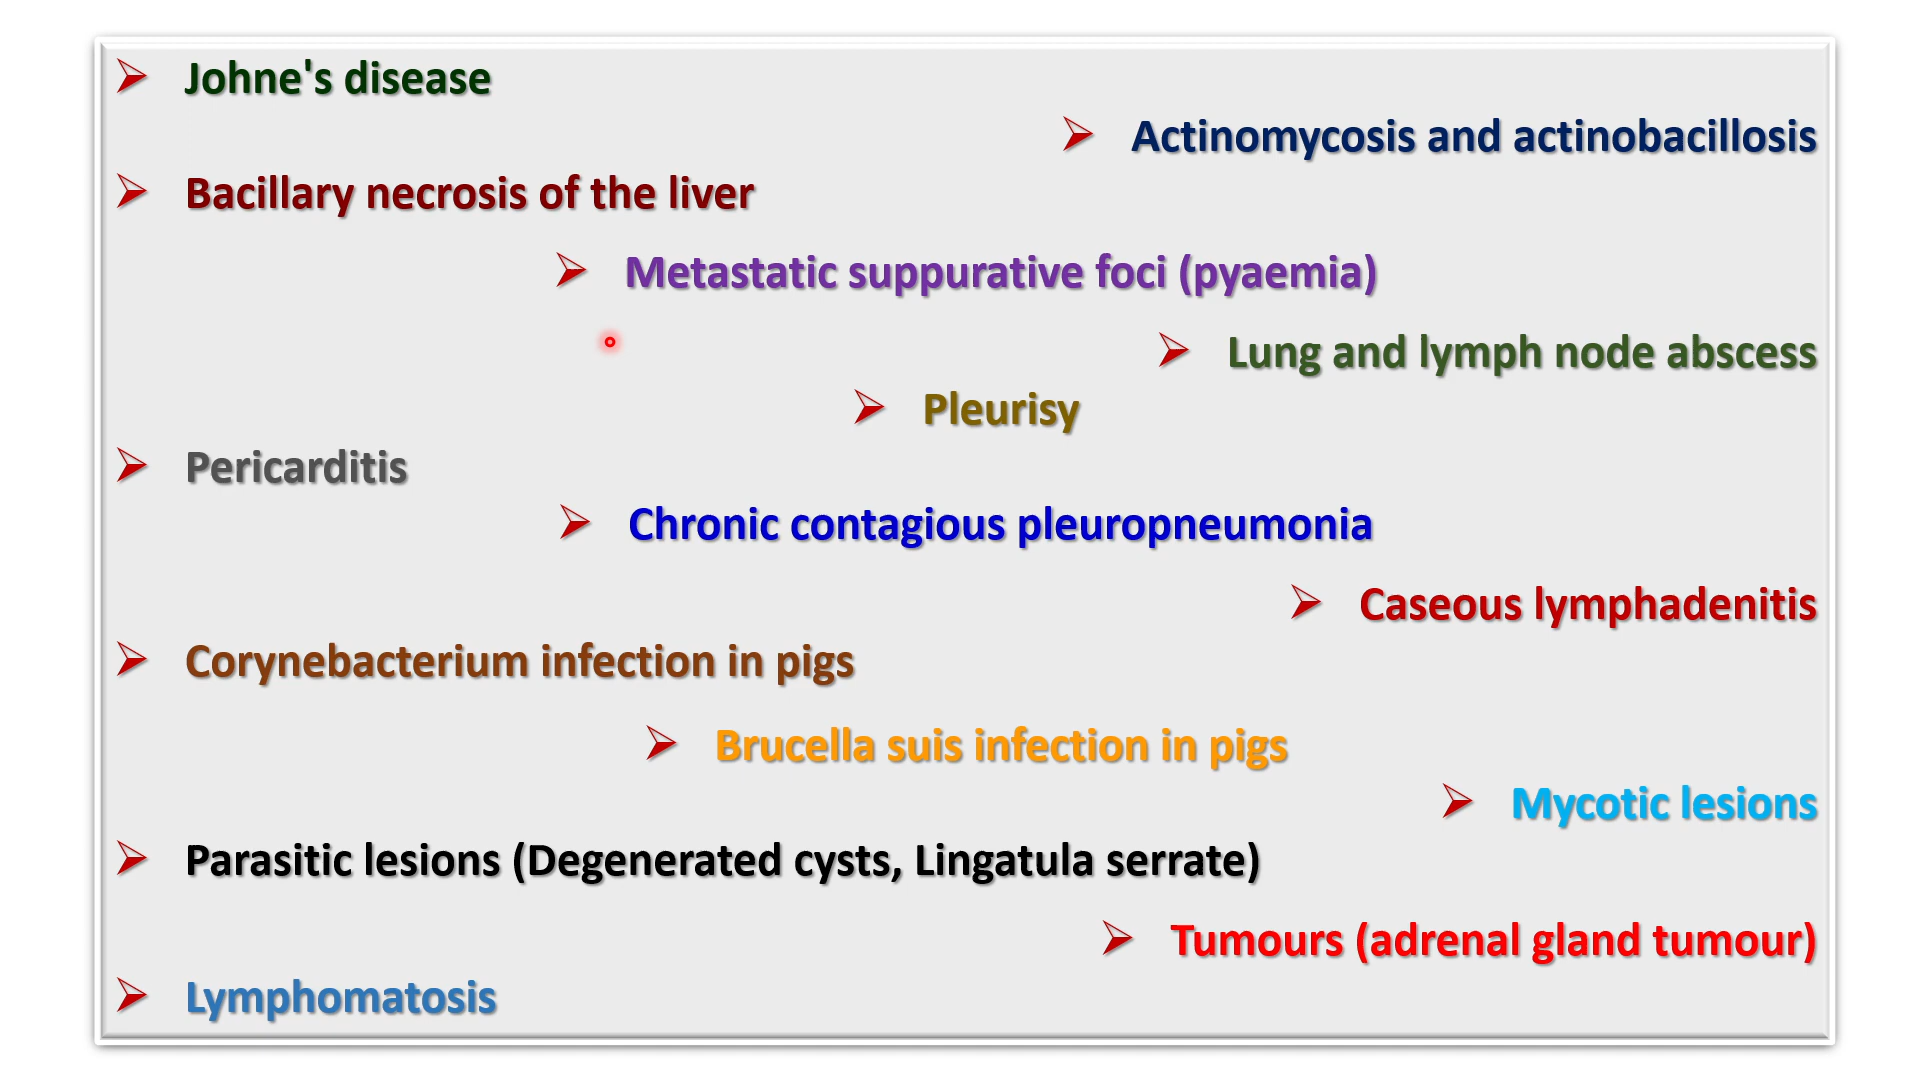 Johne's disease
Actinomycosis and actinobacillosis
Bacillary necrosis of the liver
Metastatic suppurative foci (pyaemia)
Lung and lymph node abscess
Pleurisy
Pericarditis
Chronic contagious pleuropneumonia
Caseous lymphadenitis
Corynebacterium infection in pigs
Brucella suis infection in pigs
Mycotic lesions
Parasitic lesions (Degenerated cysts, Lingatula serrate)
Tumours (adrenal gland tumour)
Lymphomatosis